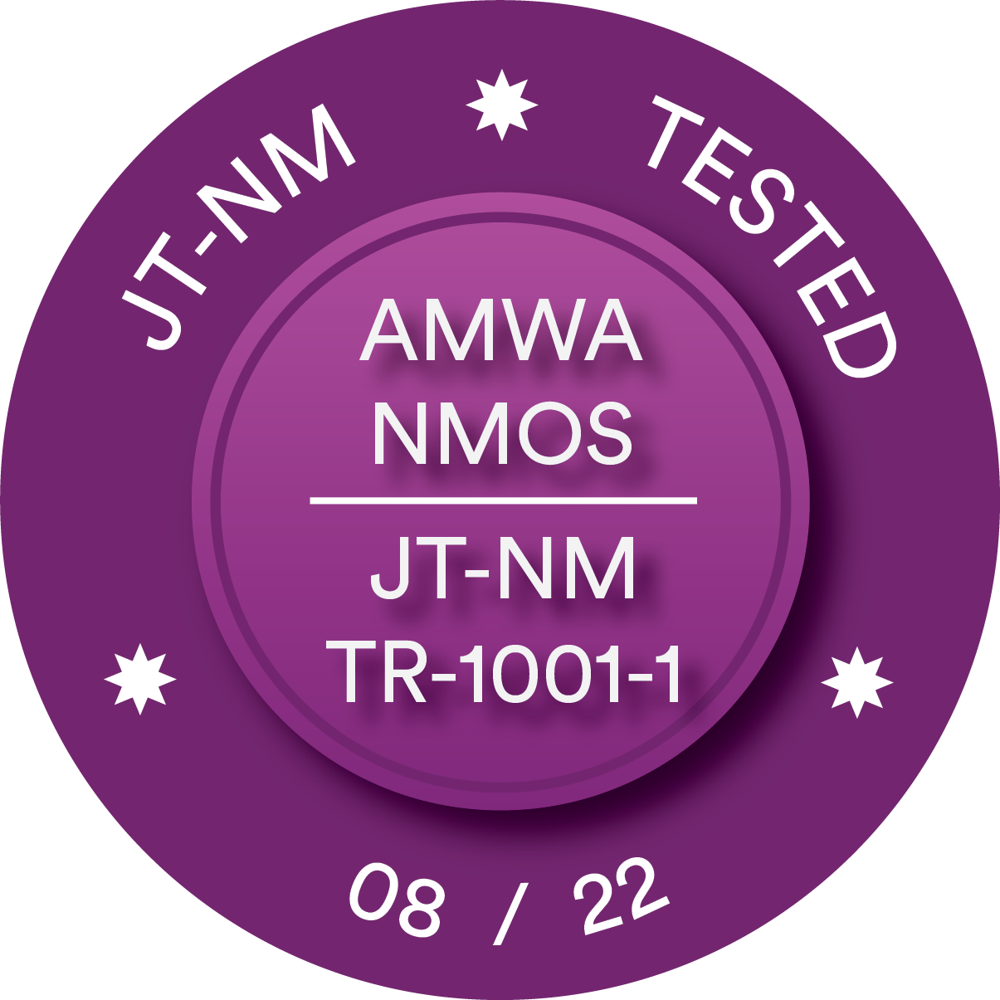 JT-NM TESTED
AMWA
NMOS
JT-NM
TR-1001-1
08 / 22